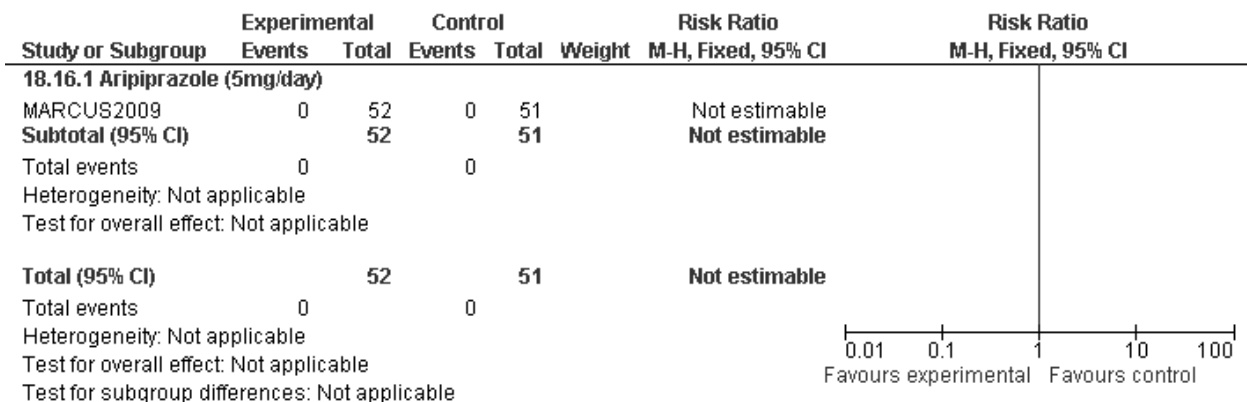 Experimental Control Risk Ratio Risk Ratio
Study or Subgroup Events Total Events Total Weight M-H, Fixed, 95% CI M-H, Fixed, 95% CI
18.16.1 Aripiprazole (5mg/day)
MARCUS2009 0 52 0 51 Not estimable
Subtotal (95% CI) 52 51 Not estimable
Total events 0 0
Heterogeneity: Not applicable
Test for overall effect: Not applicable
Total (95% CI) 52 51 Not estimable
Total events 0 0
Heterogeneity: Not applicable
Test for overall effect: Not applicable
Test for subgroup differences: Not applicable
0.01 0.1 1 10 100
Favours experimental Favours control